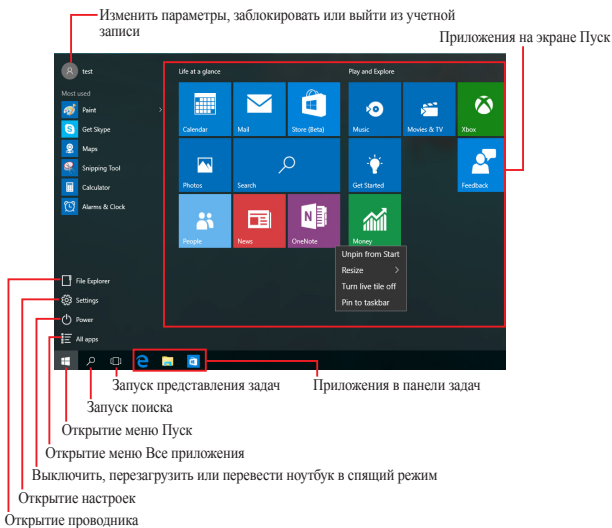 Изменить параметры, заблокировать или выйти из учетной
записи
Приложения на экране Пуск
test
Life at a glance
Play and Explore
Most used
Paint
Get Skype
Maps
Snipping Tool
Calculator
Alarms & Clock
Calendar
Mail
Store (Beta)
Music
Movies & TV
Xbox
Photos
Search
Get Started
Feedback
People
News
OneNote
Money
Unpin from Start
Resize
Turn live tile off
Pin to taskbar
File Explorer
Settings
Power
All apps
Запуск представления задач
Приложения в панели задач
Запуск поиска
Открытие меню Пуск
Открытие меню Все приложения
Выключить, перезагрузить или перевести ноутбук в спящий режим
Открытие настроек
Открытие проводника